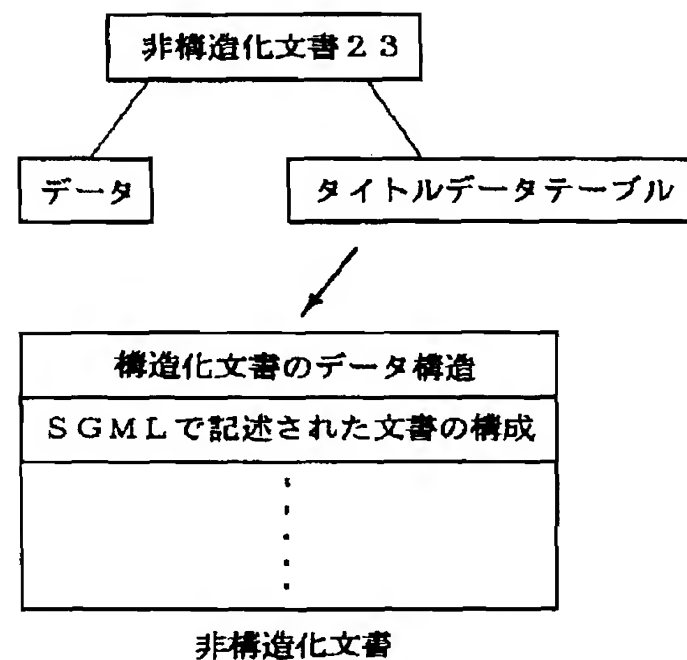 非構造化文書23
データ
タイトルデータテーブル
構造化文書のデータ構造
SGMLで記述された文書の構成
非構造化文書